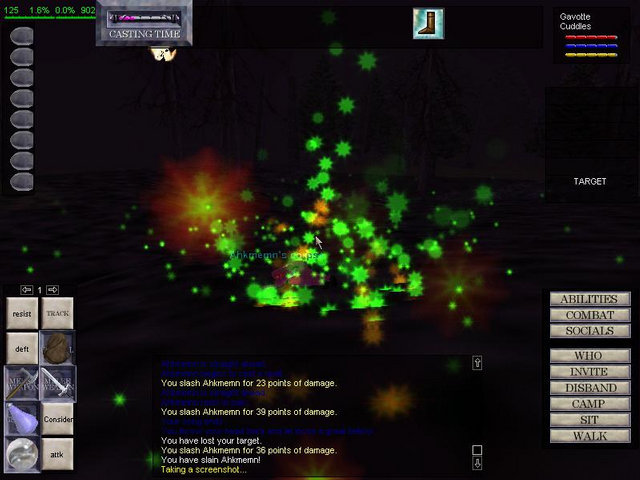 125 1.6% 0.0% 902
CASTING TIME
Gavotte
Cuddles
TARGET
Ahkmemn's corpse
1
resist
TRACK
deft
Consider
attk
You slash Ahkmemn for 23 points of damage.
You slash Ahkmemn for 39 points of damage.
You have lost your target.
You slash Ahkmemn for 36 points of damage.
You have slain Ahkmemn!
Taking a screenshot...
ABILITIES
COMBAT
SOCIALS
WHO
INVITE
DISBAND
CAMP
SIT
WALK